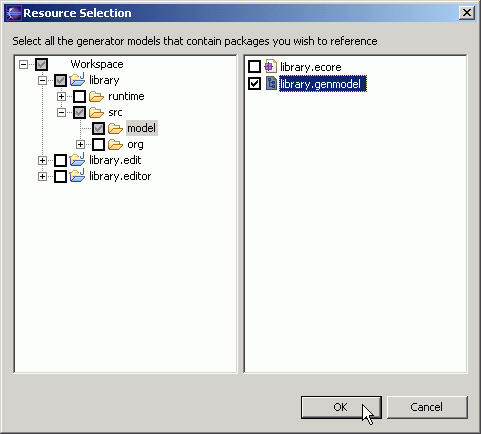 Resource Selection
Select all the generator models that contain packages you wish to reference
Workspace
library
runtime
src
model
org
library.edit
library.editor
library.ecore
library.genmodel
OK
Cancel